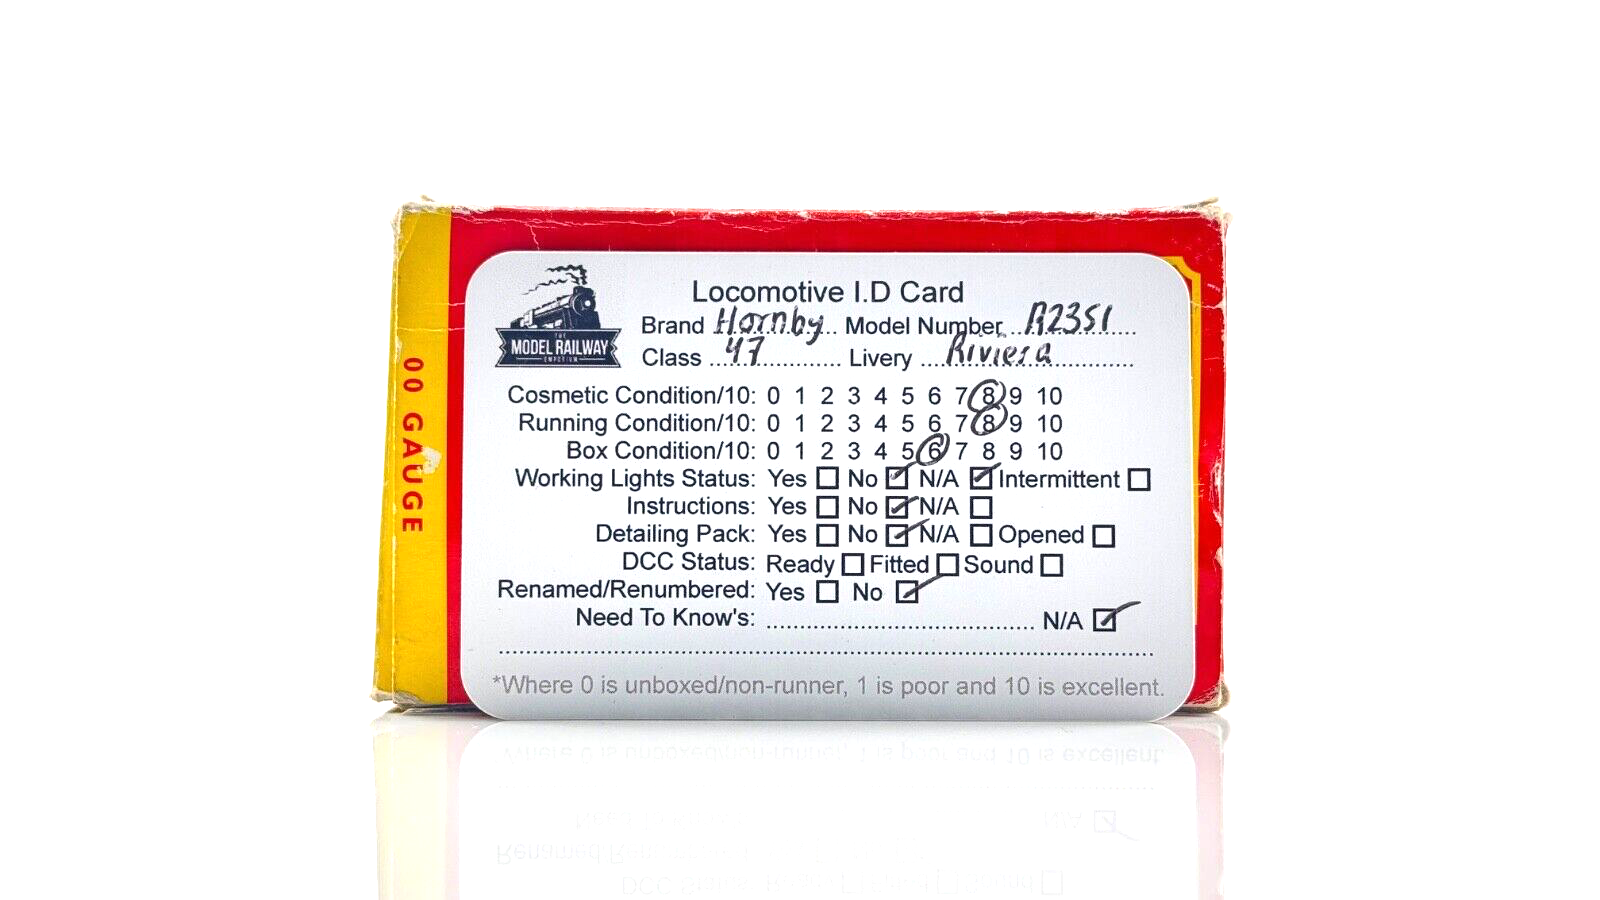 OO GAUGE
THE
MODEL RAILWAY
EMPORIUM
Locomotive I.D Card
Brand Hornby Model Number R2351
Class 47 Livery Riviera
Cosmetic Condition/10: 0 1 2 3 4 5 6 7 8 9 10
Running Condition/10: 0 1 2 3 4 5 6 7 8 9 10
Box Condition/10: 0 1 2 3 4 5 6 7 8 9 10
Working Lights Status: Yes No N/A Intermittent
Instructions: Yes No N/A
Detailing Pack: Yes No N/A Opened
DCC Status: Ready Fitted Sound
Renamed/Renumbered: Yes No
Need To Know's: N/A
*Where 0 is unboxed/non-runner, 1 is poor and 10 is excellent.